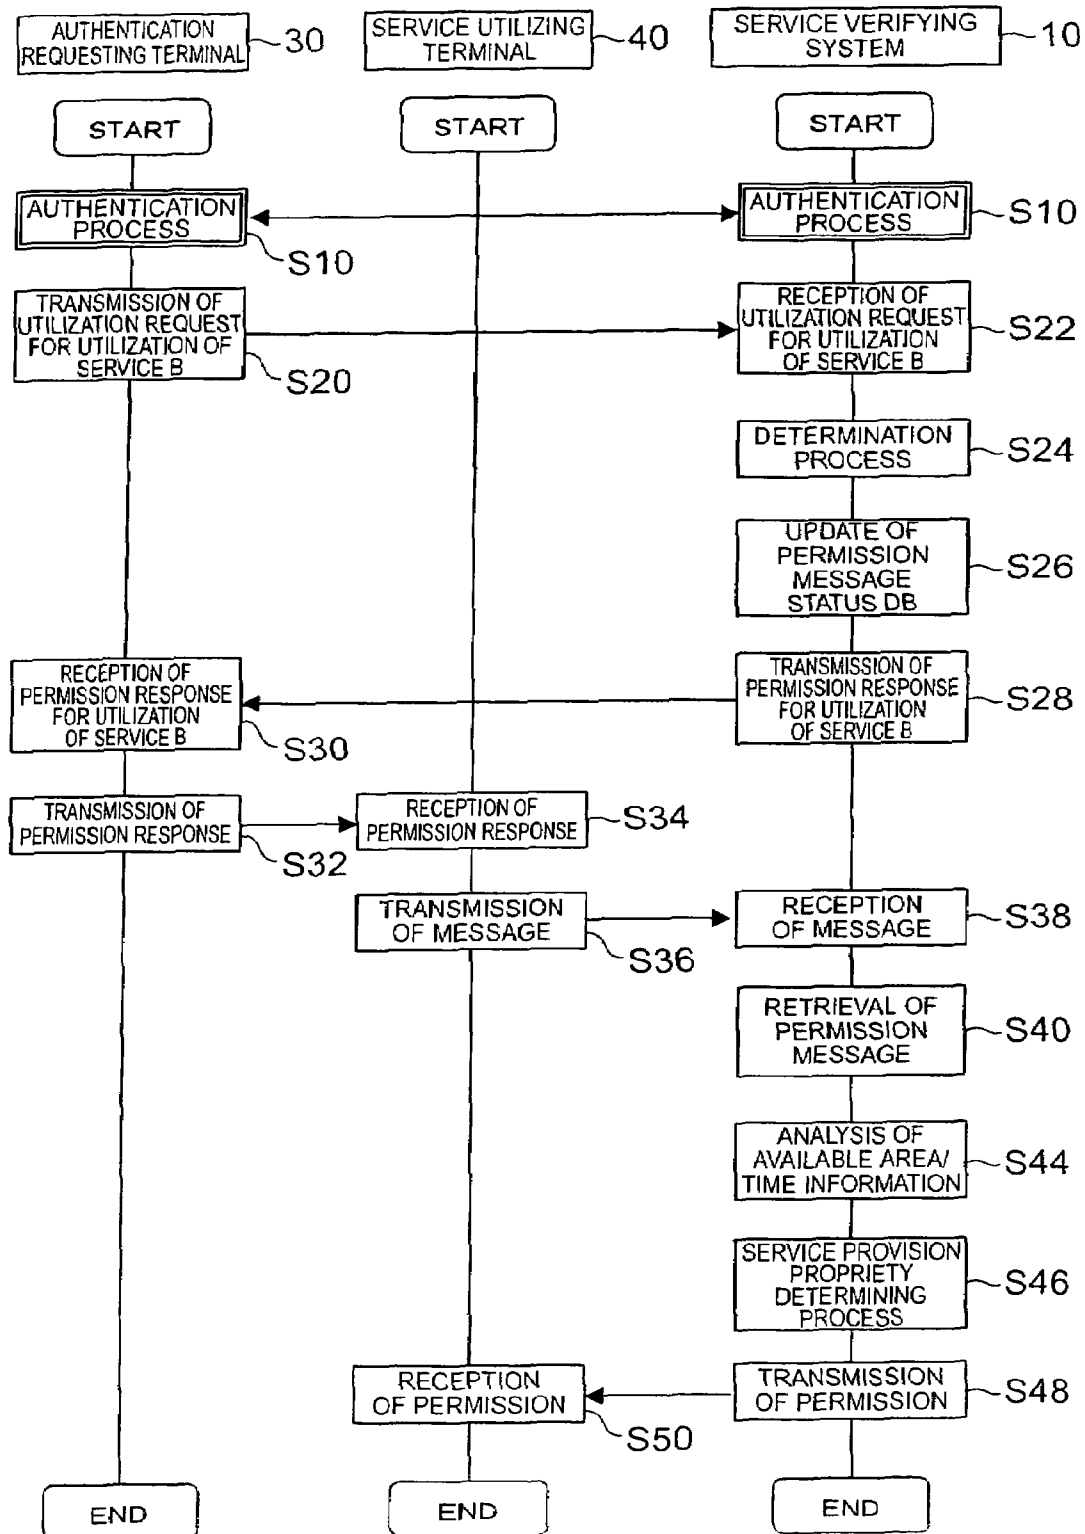 AUTHENTICATION
REQUESTING TERMINAL
30
SERVICE UTILIZING
TERMINAL
40
SERVICE VERIFYING
SYSTEM
10
START
START
START
AUTHENTICATION
PROCESS
S10
AUTHENTICATION
PROCESS
S10
TRANSMISSION OF
UTILIZATION REQUEST
FOR UTILIZATION OF
SERVICE B
S20
RECEPTION OF
UTILIZATION REQUEST
FOR UTILIZATION
OF SERVICE B
S22
DETERMINATION
PROCESS
S24
UPDATE OF
PERMISSION
MESSAGE
STATUS DB
S26
RECEPTION OF
PERMISSION RESPONSE
FOR UTILIZATION
OF SERVICE B
S30
TRANSMISSION OF
PERMISSION RESPONSE
FOR UTILIZATION
OF SERVICE B
S28
TRANSMISSION OF
PERMISSION RESPONSE
S32
RECEPTION OF
PERMISSION RESPONSE
S34
TRANSMISSION
OF MESSAGE
S36
RECEPTION
OF MESSAGE
S38
RETRIEVAL OF
PERMISSION
MESSAGE
S40
ANALYSIS OF
AVAILABLE AREA/
TIME INFORMATION
S44
SERVICE PROVISION
PROPRIETY
DETERMINING
PROCESS
S46
RECEPTION
OF PERMISSION
S50
TRANSMISSION
OF PERMISSION
S48
END
END
END